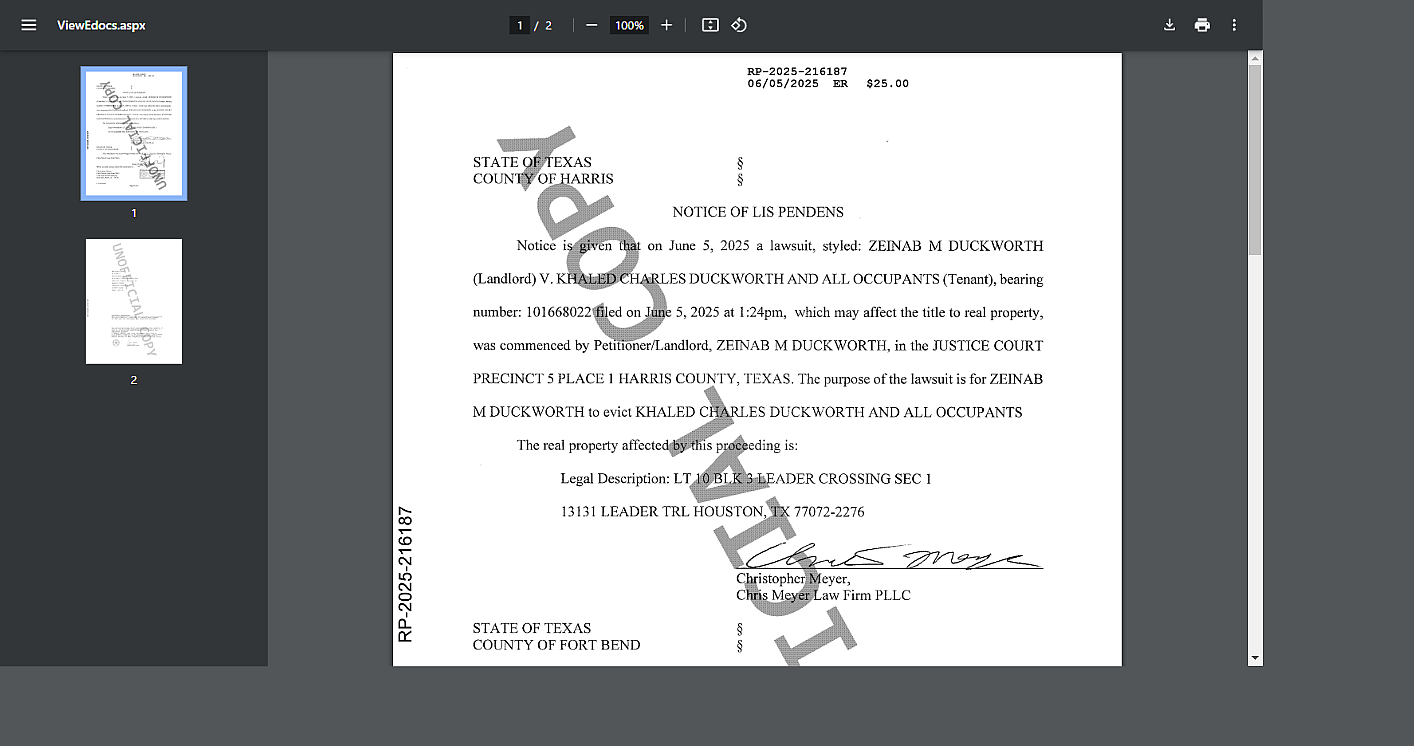 ViewEdocs.aspx
1 / 2
100%
1
2
RP-2025-216187
06/05/2025 ER $25.00
STATE OF TEXAS §
COUNTY OF HARRIS §
NOTICE OF LIS PENDENS
Notice is given that on June 5, 2025 a lawsuit, styled: ZEINAB M DUCKWORTH
(Landlord) V. KHALED CHARLES DUCKWORTH AND ALL OCCUPANTS (Tenant), bearing
number: 101668022 filed on June 5, 2025 at 1:24pm, which may affect the title to real property,
was commenced by Petitioner/Landlord, ZEINAB M DUCKWORTH, in the JUSTICE COURT
PRECINCT 5 PLACE 1 HARRIS COUNTY, TEXAS. The purpose of the lawsuit is for ZEINAB
M DUCKWORTH to evict KHALED CHARLES DUCKWORTH AND ALL OCCUPANTS
The real property affected by this proceeding is:
Legal Description: LT 10 BLK 3 LEADER CROSSING SEC 1
13131 LEADER TRL HOUSTON, TX 77072-2276
Christopher Meyer,
Chris Meyer Law Firm PLLC
STATE OF TEXAS §
COUNTY OF FORT BEND §
RP-2025-216187
ICIAL COPY
UNOFFICIAL COPY
UNOFFICIAL COPY